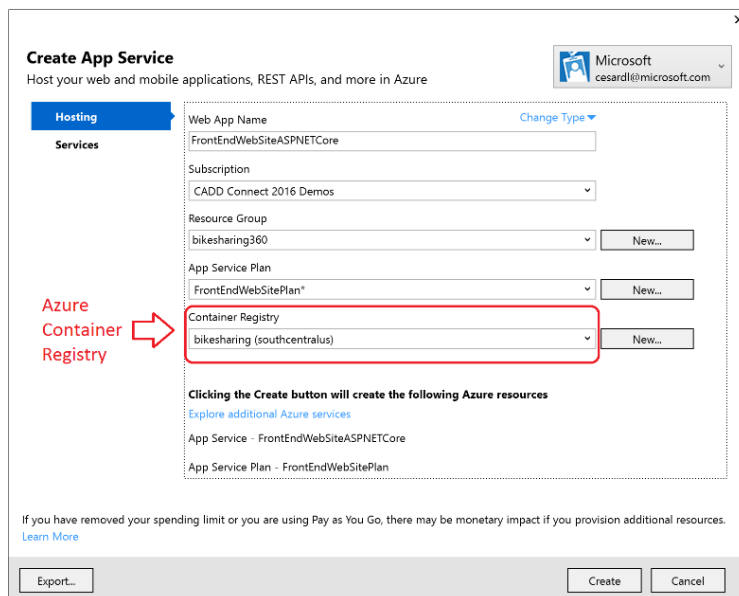 Create App Service
Host your web and mobile applications, REST APIs, and more in Azure
Microsoft
cesardl@microsoft.com
Hosting
Services
Web App Name
Change Type
FrontEndWebSiteASPNETCore
Subscription
CADD Connect 2016 Demos
Resource Group
bikesharing360
New...
App Service Plan
FrontEndWebSitePlan*
New...
Azure
Container
Registry
Container Registry
bikesharing (southcentralus)
New...
Clicking the Create button will create the following Azure resources
Explore additional Azure services
App Service - FrontEndWebSiteASPNETCore
App Service Plan - FrontEndWebSitePlan
If you have removed your spending limit or you are using Pay as You Go, there may be monetary impact if you provision additional resources.
Learn More
Export...
Create
Cancel